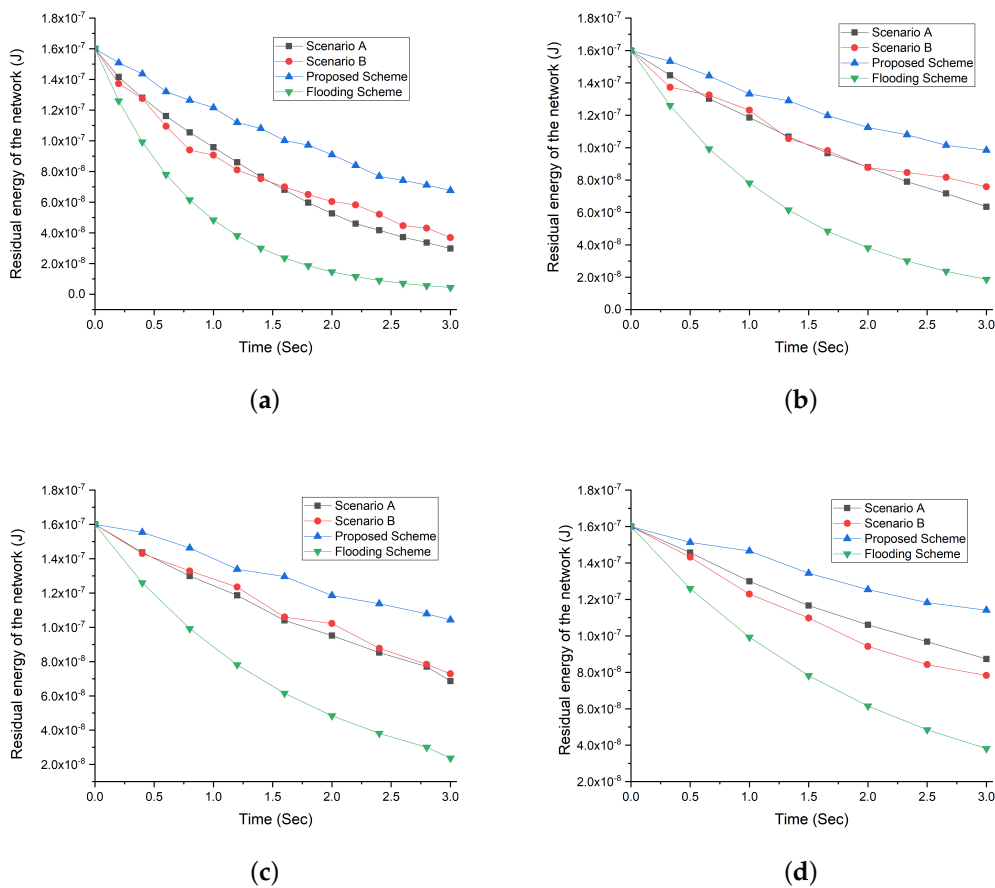 Residual energy of the network (J)
1.8x10⁻⁷
1.6x10⁻⁷
1.4x10⁻⁷
1.2x10⁻⁷
1.0x10⁻⁷
8.0x10⁻⁸
6.0x10⁻⁸
4.0x10⁻⁸
2.0x10⁻⁸
0.0
Scenario A
Scenario B
Proposed Scheme
Flooding Scheme
0.0 0.5 1.0 1.5 2.0 2.5 3.0
Time (Sec)
(a)
Residual energy of the network (J)
1.8x10⁻⁷
1.6x10⁻⁷
1.4x10⁻⁷
1.2x10⁻⁷
1.0x10⁻⁷
8.0x10⁻⁸
6.0x10⁻⁸
4.0x10⁻⁸
2.0x10⁻⁸
0.0
Scenario A
Scenario B
Proposed Scheme
Flooding Scheme
0.0 0.5 1.0 1.5 2.0 2.5 3.0
Time (Sec)
(b)
Residual energy of the network (J)
1.8x10⁻⁷
1.6x10⁻⁷
1.4x10⁻⁷
1.2x10⁻⁷
1.0x10⁻⁷
8.0x10⁻⁸
6.0x10⁻⁸
4.0x10⁻⁸
2.0x10⁻⁸
Scenario A
Scenario B
Proposed Scheme
Flooding Scheme
0.0 0.5 1.0 1.5 2.0 2.5 3.0
Time (Sec)
(c)
Residual energy of the network (J)
1.8x10⁻⁷
1.6x10⁻⁷
1.4x10⁻⁷
1.2x10⁻⁷
1.0x10⁻⁷
8.0x10⁻⁸
6.0x10⁻⁸
4.0x10⁻⁸
2.0x10⁻⁸
Scenario A
Scenario B
Proposed Scheme
Flooding Scheme
0.0 0.5 1.0 1.5 2.0 2.5 3.0
Time (Sec)
(d)